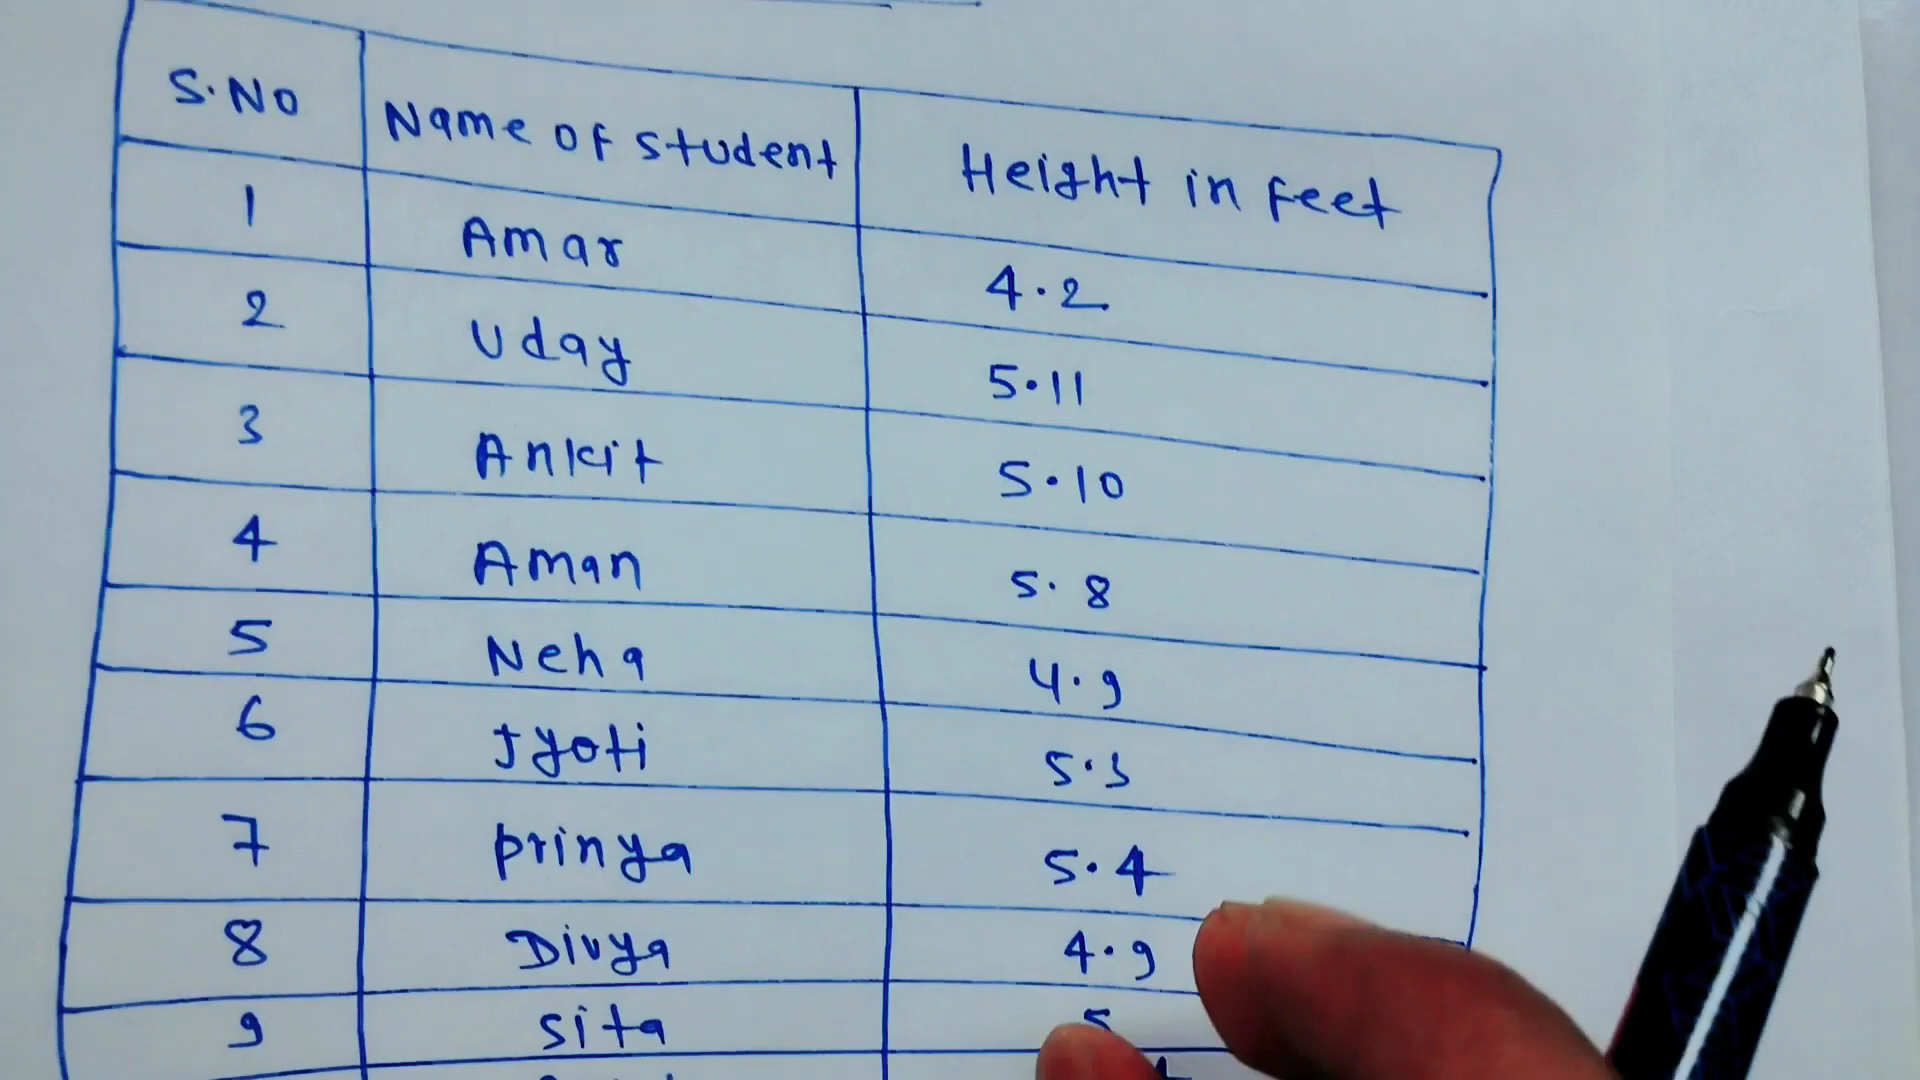 S.No Name of student Height in feet
1 Amar 4.2
2 Uday 5.11
3 Ankit 5.10
4 Aman 5.8
5 Neha 4.9
6 Jyoti 5.3
7 prinya 5.4
8 Divya 4.9
9 sita 5